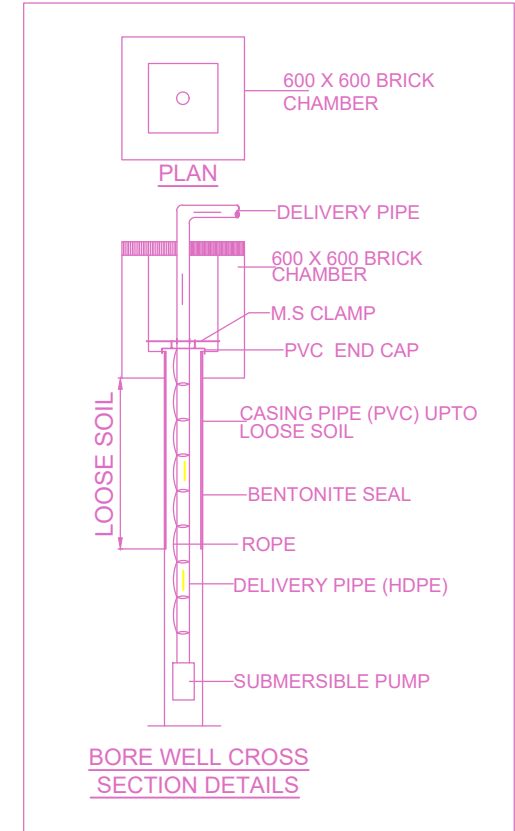 600 X 600 BRICK
CHAMBER
PLAN
DELIVERY PIPE
600 X 600 BRICK
CHAMBER
M.S CLAMP
PVC END CAP
LOOSE SOIL
CASING PIPE (PVC) UPTO
LOOSE SOIL
BENTONITE SEAL
ROPE
DELIVERY PIPE (HDPE)
SUBMERSIBLE PUMP
BORE WELL CROSS
SECTION DETAILS